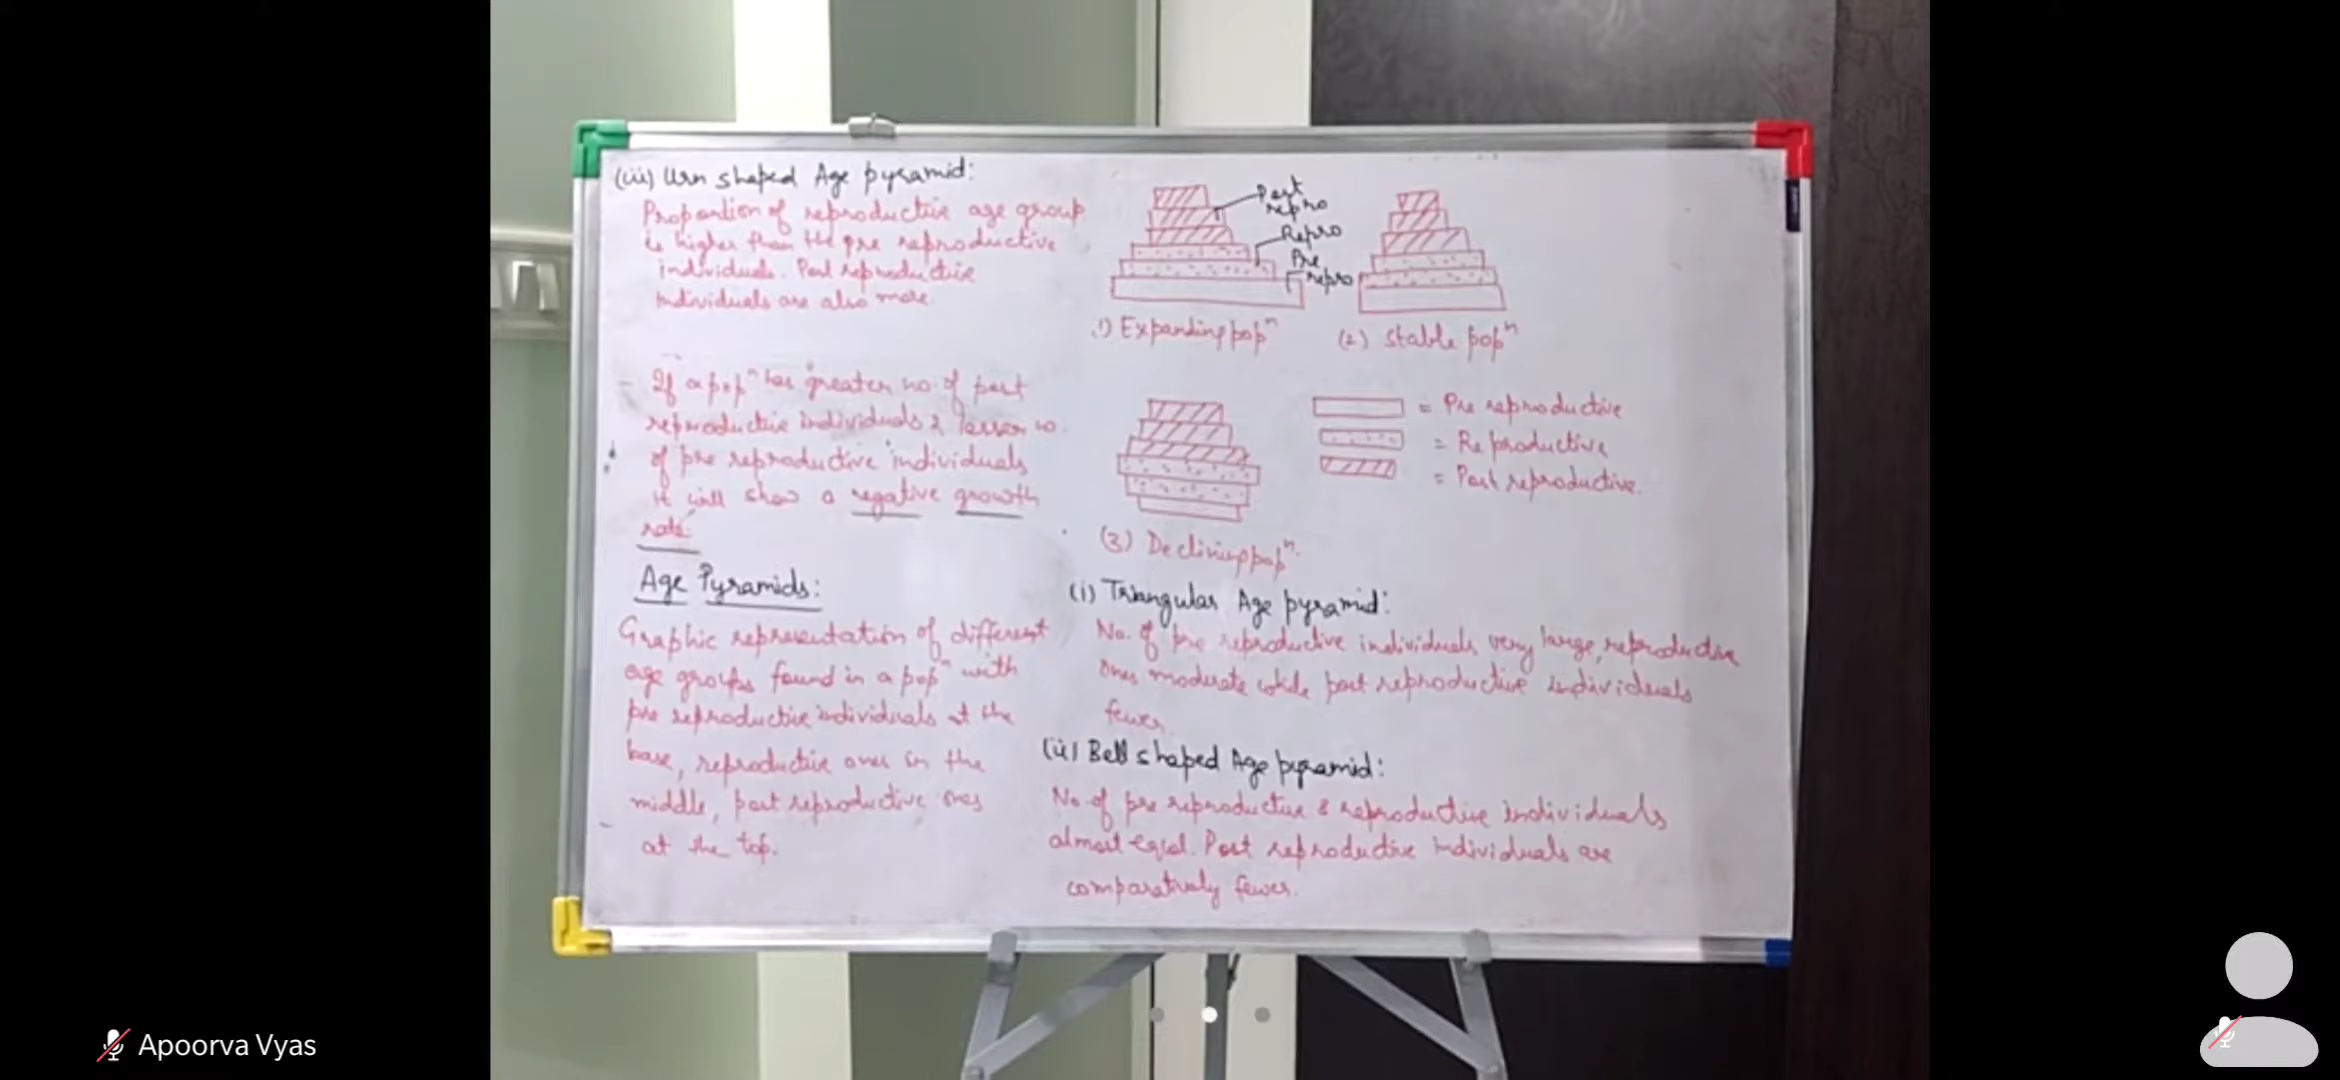 (iii) Urn shaped Age pyramid:
Proportion of reproductive age group
is higher than the pre reproductive
individuals. Post reproductive
individuals are also more.
- If a popⁿ has greater no. of post
reproductive individuals & lesser no.
of pre reproductive individuals
it will show a negative growth
rate.
Age Pyramids:
Graphic representation of different
age groups found in a popⁿ with
pre reproductive individuals at the
base, reproductive ones in the
middle, post reproductive ones
at the top.
Post
repro
Repro
Pre
repro
1) Expanding popⁿ
(2) Stable popⁿ
= Pre reproductive
= Reproductive
= Post reproductive.
(3) Declining popⁿ.
(i) Triangular Age pyramid:
No. of pre reproductive individuals very large, reproductive
ones moderate while post reproductive individuals
fewer
(ii) Bell shaped Age pyramid:
No. of pre reproductive & reproductive individuals
almost equal. Post reproductive individuals are
comparatively fewer.
Apoorva Vyas